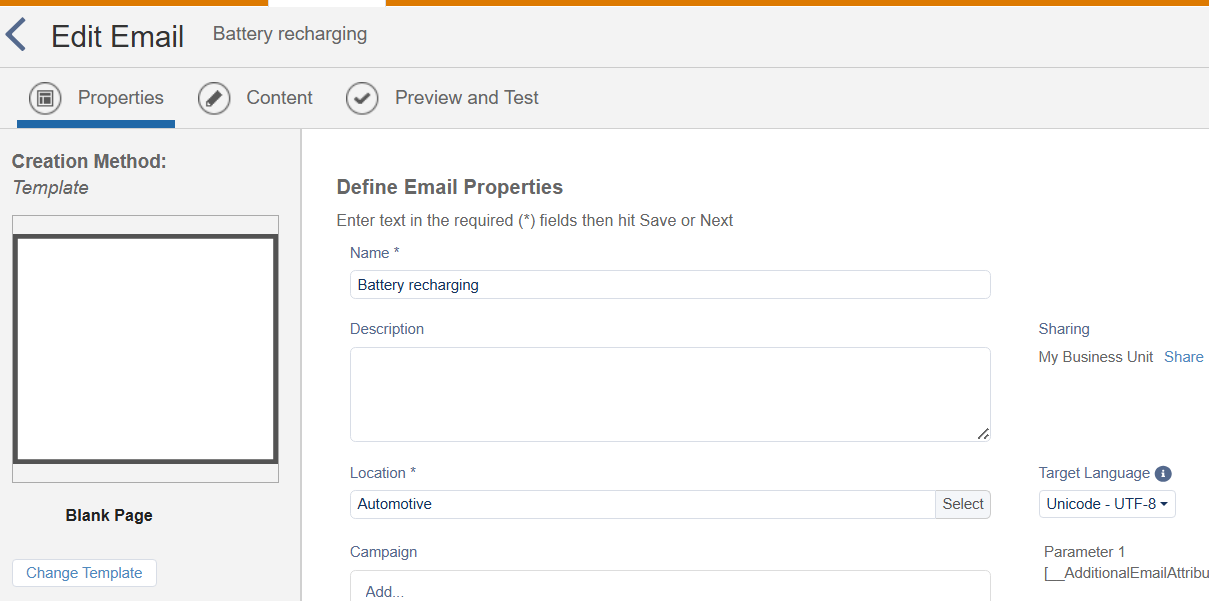 Edit Email Battery recharging
Properties Content Preview and Test
Creation Method:
Template
Blank Page
Change Template
Define Email Properties
Enter text in the required (*) fields then hit Save or Next
Name *
Battery recharging
Description
Sharing
My Business Unit Share
Location *
Automotive Select
Target Language
Unicode - UTF-8
Campaign
Add...
Parameter 1
[__AdditionalEmailAttribu